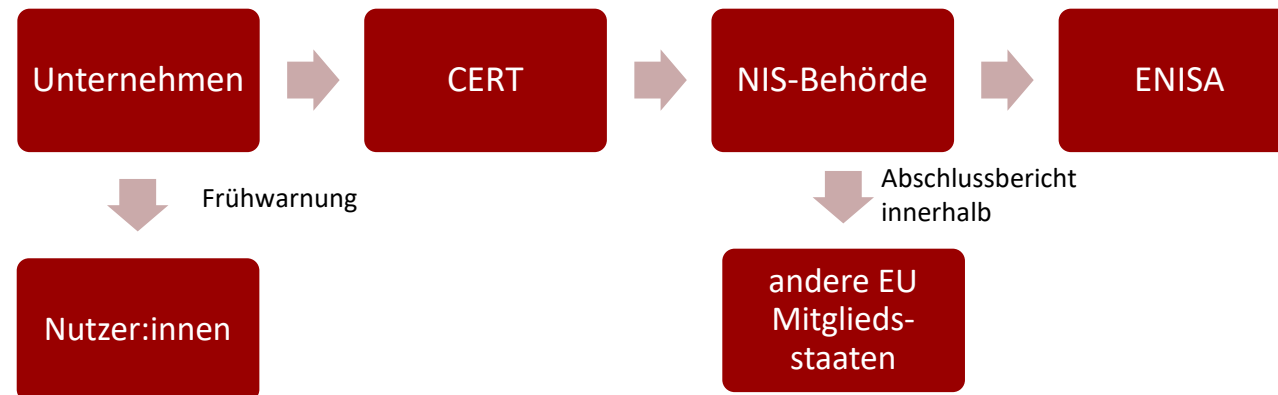 Unternehmen
CERT
NIS-Behörde
ENISA
Frühwarnung
Abschlussbericht
innerhalb
Nutzer:innen
andere EU
Mitglieds-
staaten